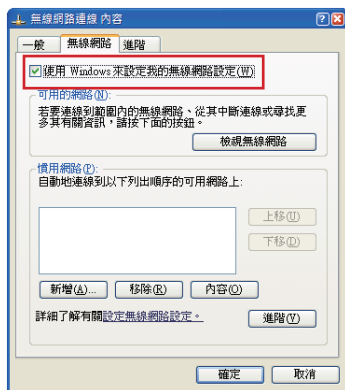 無線網路連線 內容
一般 無線網路 進階
使用 Windows 來設定我的無線網路設定(W)
可用的網路(N):
若要連線到範圍內的無線網路、從其中斷連線或尋找更
多其有關資訊，請按下面的按鈕。
檢視無線網路
慣用網路(P):
自動地連線到以下列出順序的可用網路上:
上移(U)
下移(D)
新增(A)... 移除(R) 內容(O)
詳細了解有關設定無線網路設定。 進階(V)
確定 取消